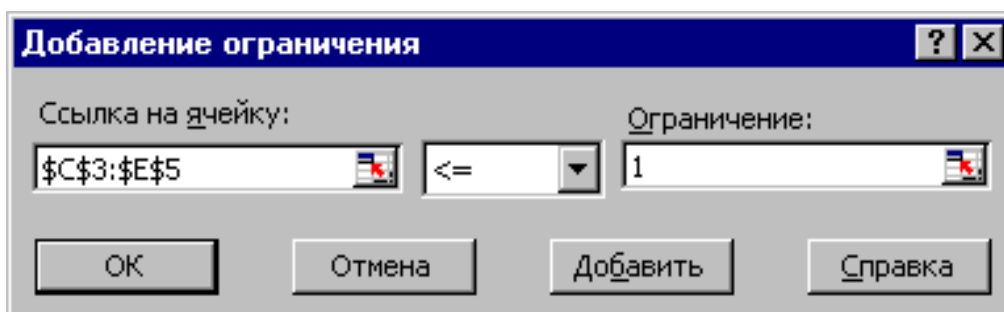 Добавление ограничения
Ссылка на ячейку:
Ограничение:
$C$3:$E$5
<=
1
ОК
Отмена
Добавить
Справка